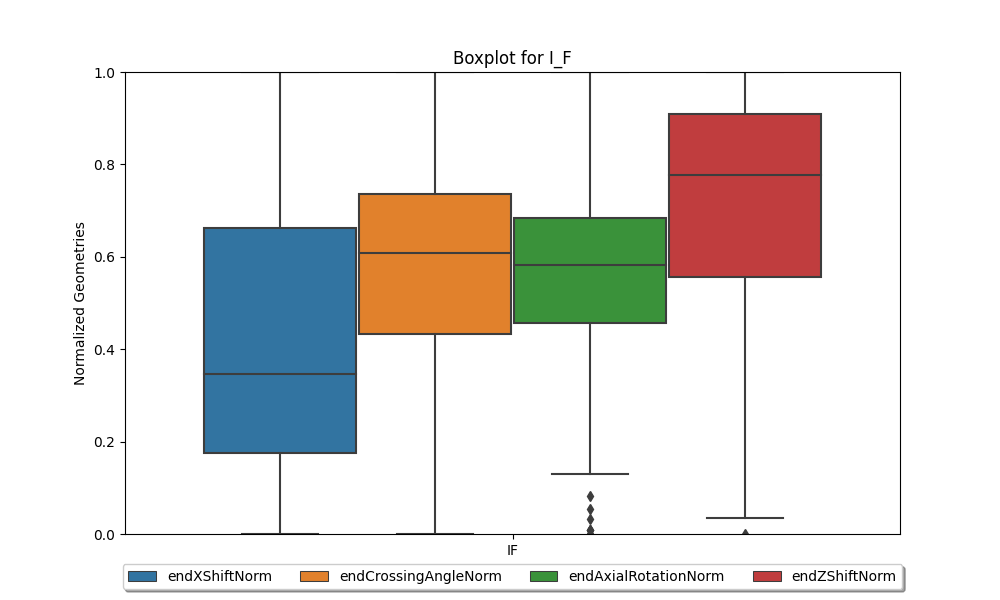 Boxplot for I_F
Normalized Geometries
1.0
0.8
0.6
0.4
0.2
0.0
IF
endXShiftNorm endCrossingAngleNorm endAxialRotationNorm endZShiftNorm